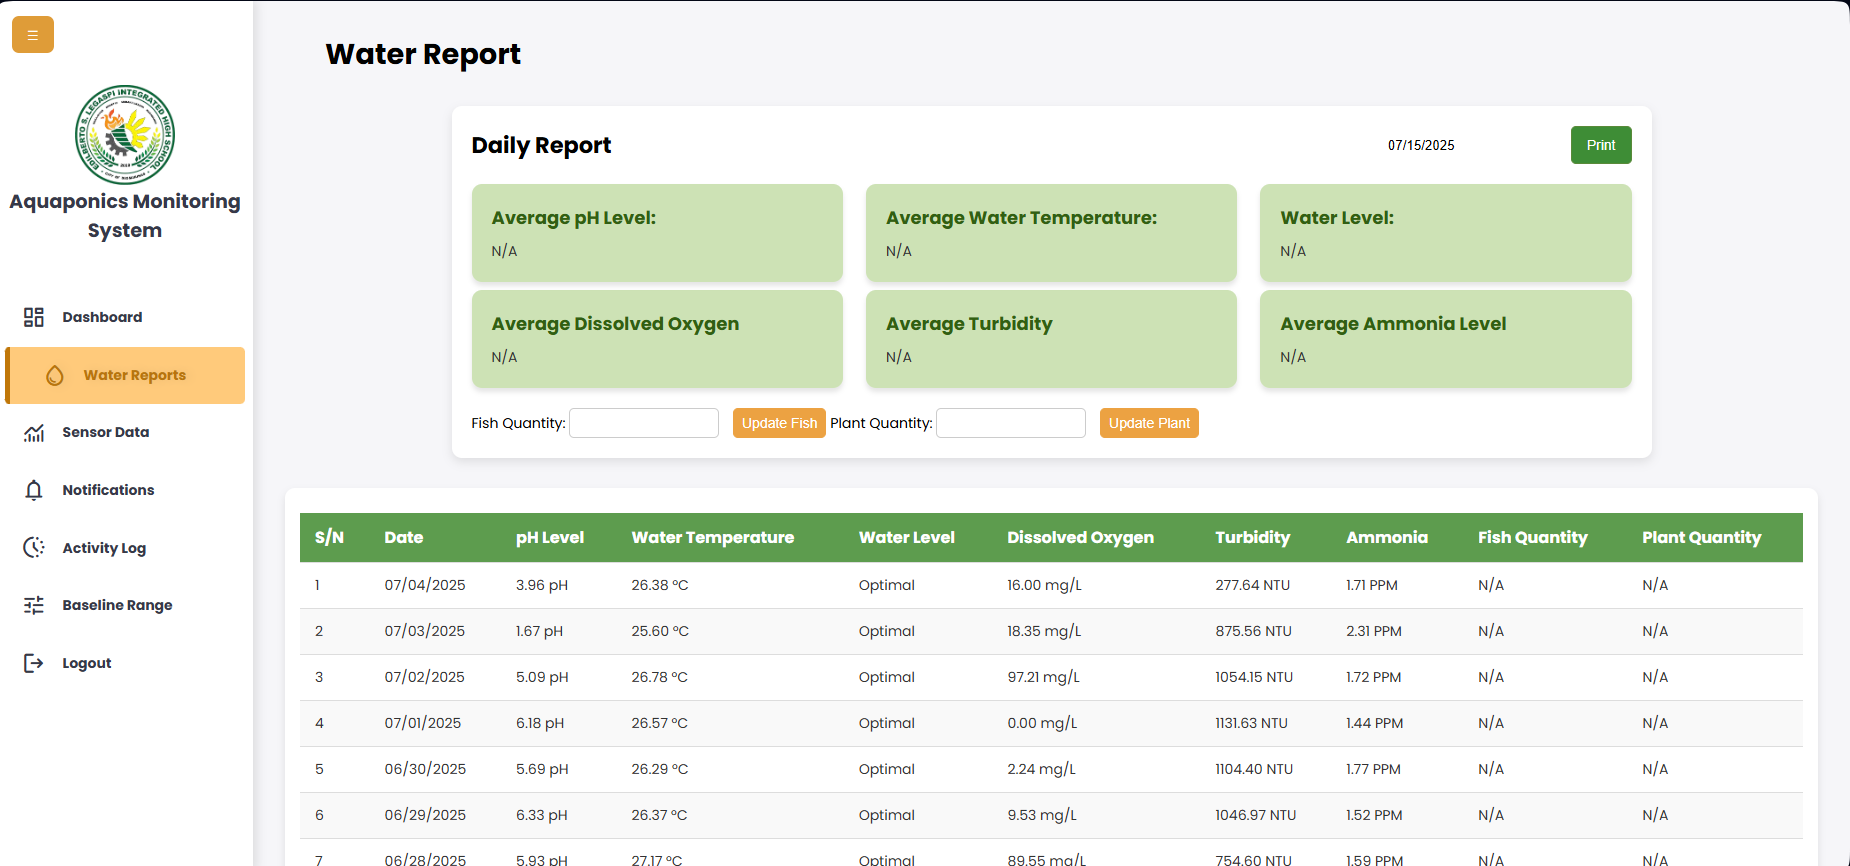 Water Report
EDILBERTO S. LEGASPI INTEGRATED HIGH SCHOOL
Aquaponics Monitoring
System
Dashboard
Water Reports
Sensor Data
Notifications
Activity Log
Baseline Range
Logout
Daily Report 07/15/2025 Print
Average pH Level: Average Water Temperature: Water Level:
N/A N/A N/A
Average Dissolved Oxygen Average Turbidity Average Ammonia Level
N/A N/A N/A
Fish Quantity: Update Fish Plant Quantity: Update Plant
S/N Date pH Level Water Temperature Water Level Dissolved Oxygen Turbidity Ammonia Fish Quantity Plant Quantity
1 07/04/2025 3.96 pH 26.38 °C Optimal 16.00 mg/L 277.64 NTU 1.71 PPM N/A N/A
2 07/03/2025 1.67 pH 25.60 °C Optimal 18.35 mg/L 875.56 NTU 2.31 PPM N/A N/A
3 07/02/2025 5.09 pH 26.78 °C Optimal 97.21 mg/L 1054.15 NTU 1.72 PPM N/A N/A
4 07/01/2025 6.18 pH 26.57 °C Optimal 0.00 mg/L 1131.63 NTU 1.44 PPM N/A N/A
5 06/30/2025 5.69 pH 26.29 °C Optimal 2.24 mg/L 1104.40 NTU 1.77 PPM N/A N/A
6 06/29/2025 6.33 pH 26.37 °C Optimal 9.53 mg/L 1046.97 NTU 1.52 PPM N/A N/A
7 06/28/2025 5.93 pH 27.17 °C Optimal 89.55 mg/L 754.60 NTU 1.59 PPM N/A N/A